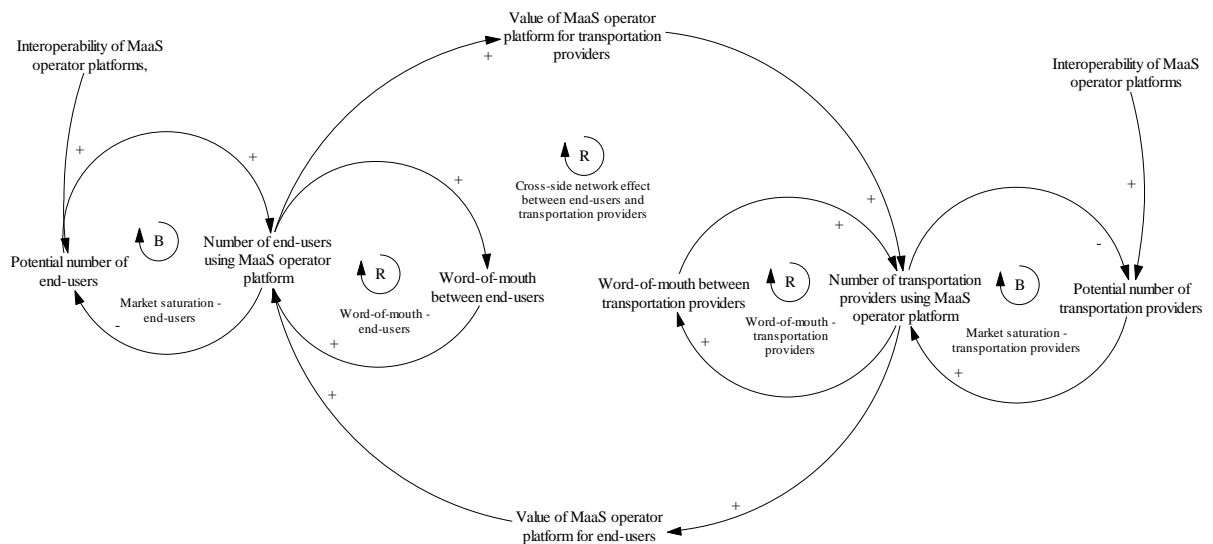 Value of MaaS operator
platform for transportation
providers
+
Interoperability of MaaS
operator platforms,
Interoperability of MaaS
operator platforms
+
+
+
R
Cross-side network effect
between end-users and
transportation providers
+
+
+
-
B
Potential number of
end-users
Market saturation -
end-users
-
Number of end-users
using MaaS operator
platform
R
Word-of-mouth -
end-users
Word-of-mouth
between end-users
+
+
Word-of-mouth between
transportation providers
R
Word-of-mouth -
transportation
providers
+
Number of transportation
providers using MaaS
operator platform
B
Market saturation -
transportation providers
+
Potential number of
transportation providers
+
Value of MaaS operator
platform for end-users